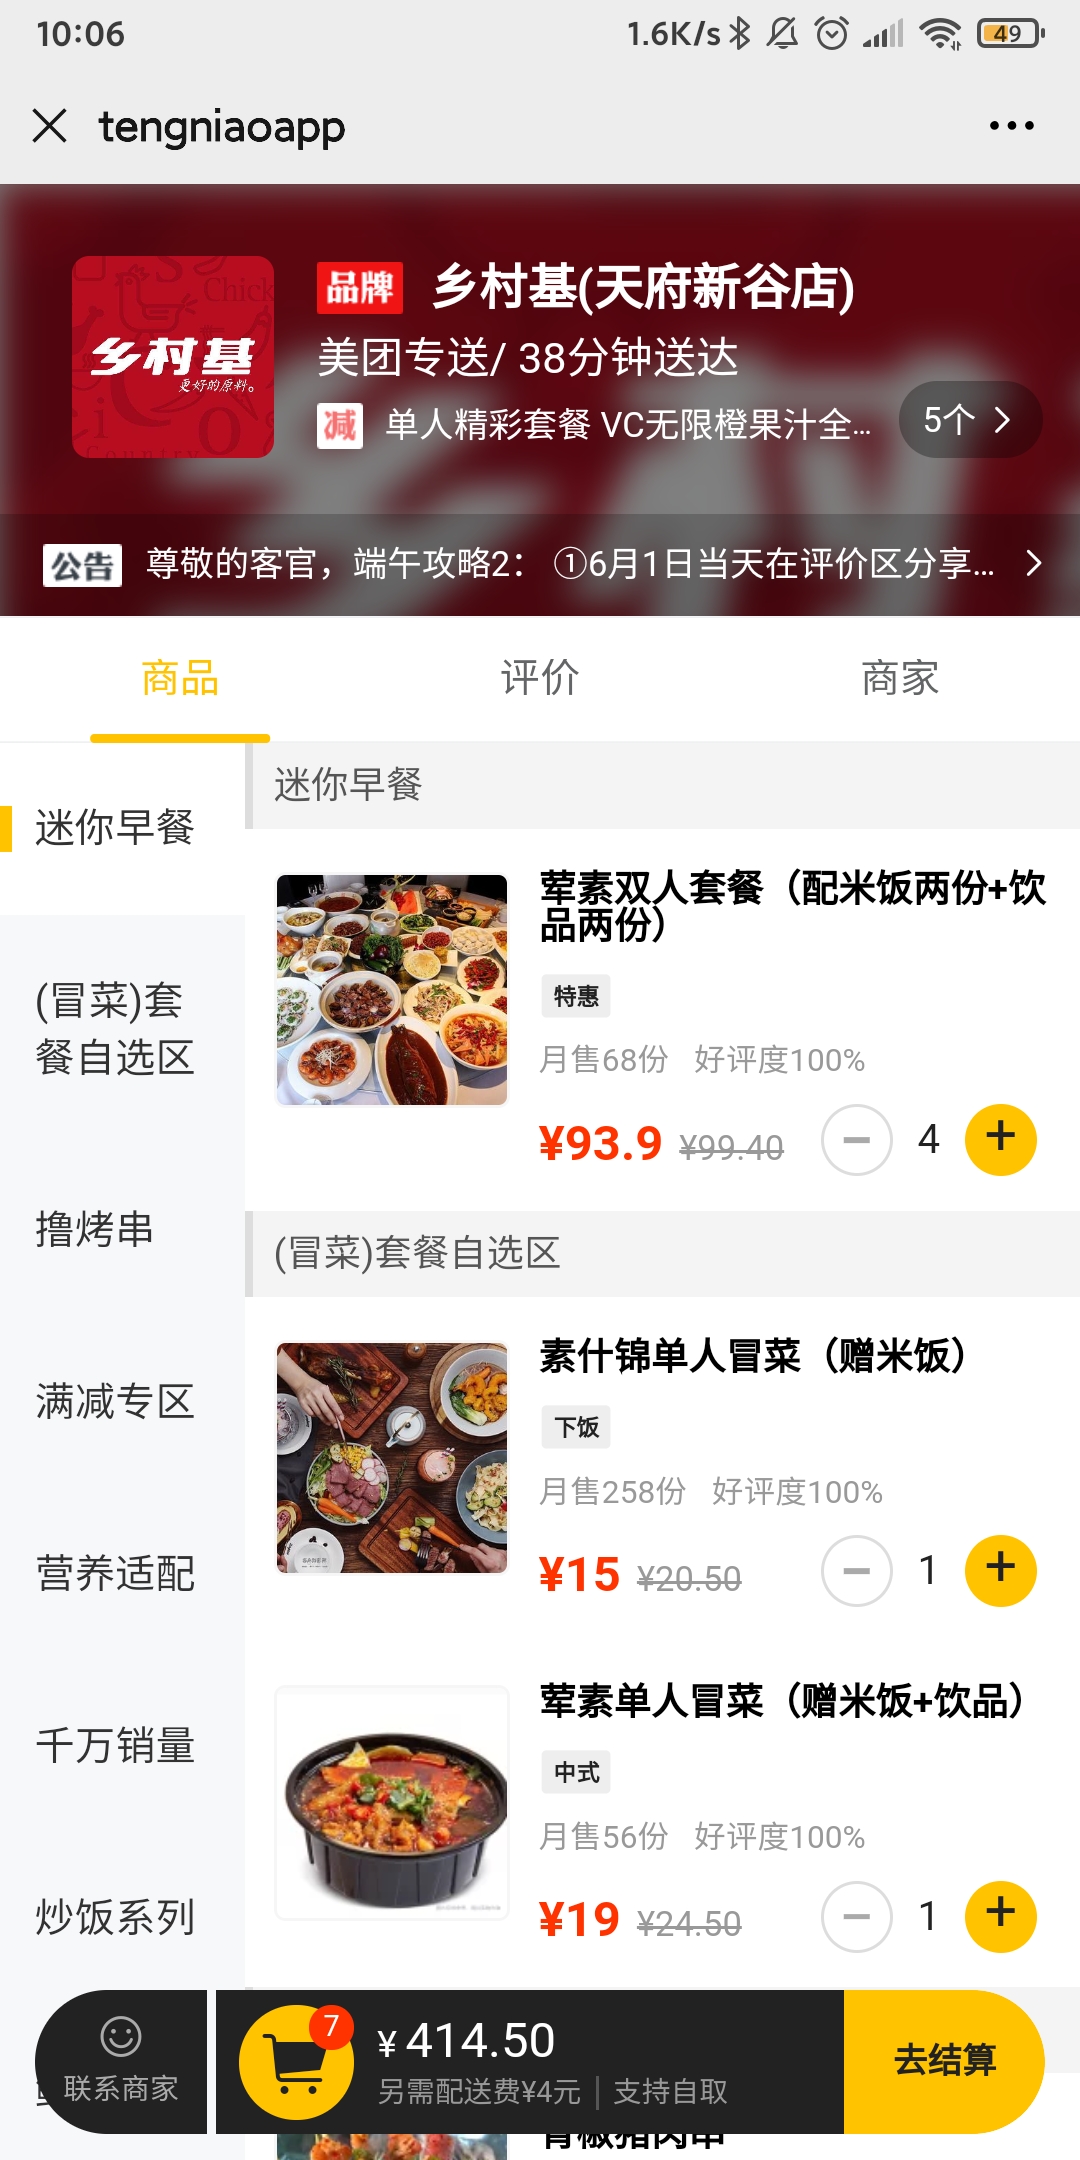 10:06
1.6K/s
49
tengniaoapp
Chick
乡村基
更好的原料。
Country
品牌 乡村基(天府新谷店)
美团专送/ 38分钟送达
减 单人精彩套餐 VC无限橙果汁全...
5个
公告 尊敬的客官，端午攻略2： ①6月1日当天在评价区分享...
商品 评价 商家
迷你早餐
(冒菜)套
餐自选区
撸烤串
满减专区
营养适配
千万销量
炒饭系列
迷你早餐
荤素双人套餐（配米饭两份+饮
品两份）
特惠
月售68份 好评度100%
¥93.9 ¥99.40 4
(冒菜)套餐自选区
素什锦单人冒菜（赠米饭）
下饭
月售258份 好评度100%
¥15 ¥20.50 1
荤素单人冒菜（赠米饭+饮品）
中式
月售56份 好评度100%
¥19 ¥24.50 1
联系商家
7
¥414.50
另需配送费¥4元 | 支持自取
去结算
青椒猪肉串